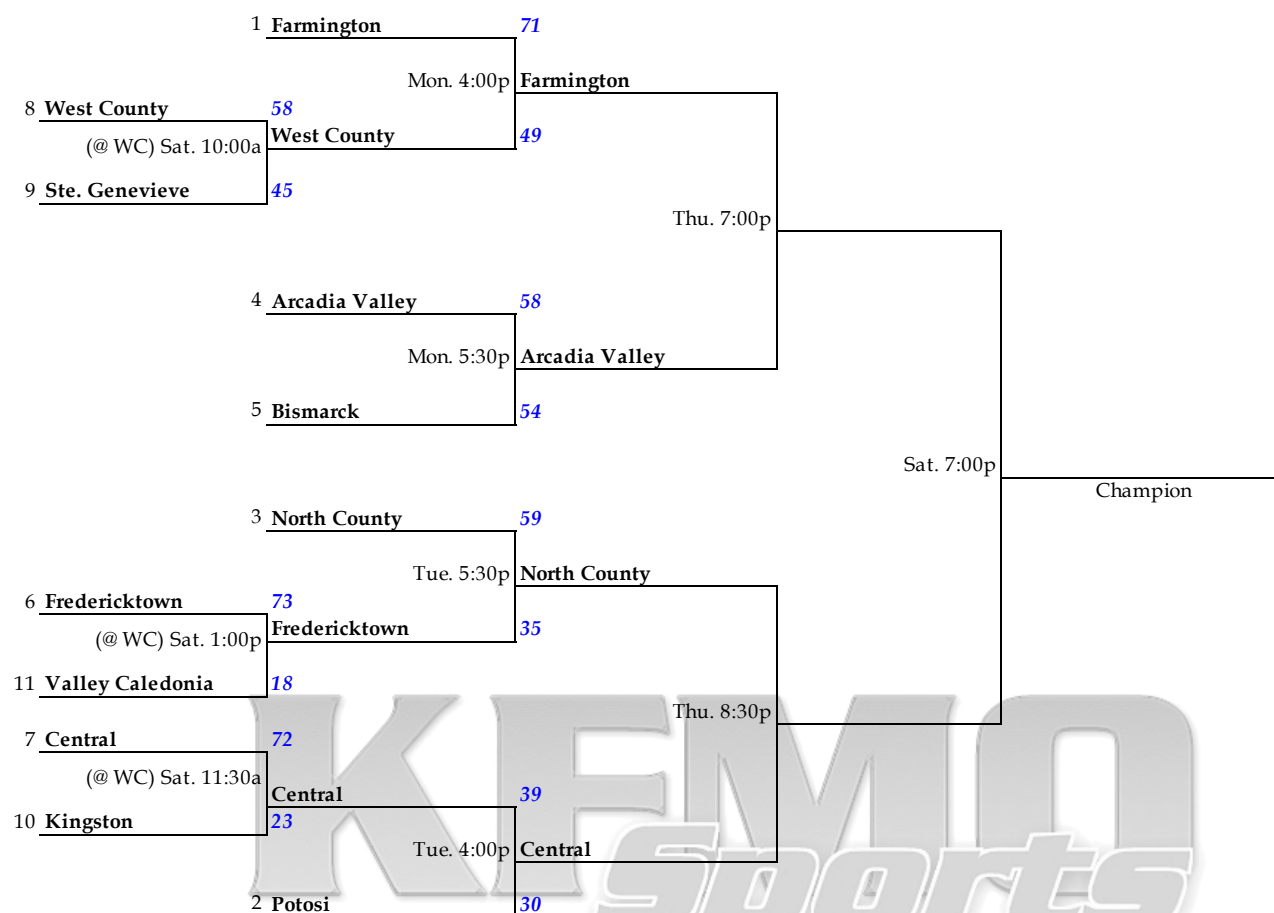 1 Farmington 71
Mon. 4:00p Farmington
8 West County 58
West County 49
(@ WC) Sat. 10:00a
9 Ste. Genevieve 45
Thu. 7:00p
4 Arcadia Valley 58
Mon. 5:30p Arcadia Valley
5 Bismarck 54
Sat. 7:00p
Champion
3 North County 59
Tue. 5:30p North County
6 Fredericktown 73
Fredericktown 35
(@ WC) Sat. 1:00p
11 Valley Caledonia 18
Thu. 8:30p
7 Central 72
(@ WC) Sat. 11:30a
Central 39
10 Kingston 23
Tue. 4:00p Central
2 Potosi 30
KFMO
Sports